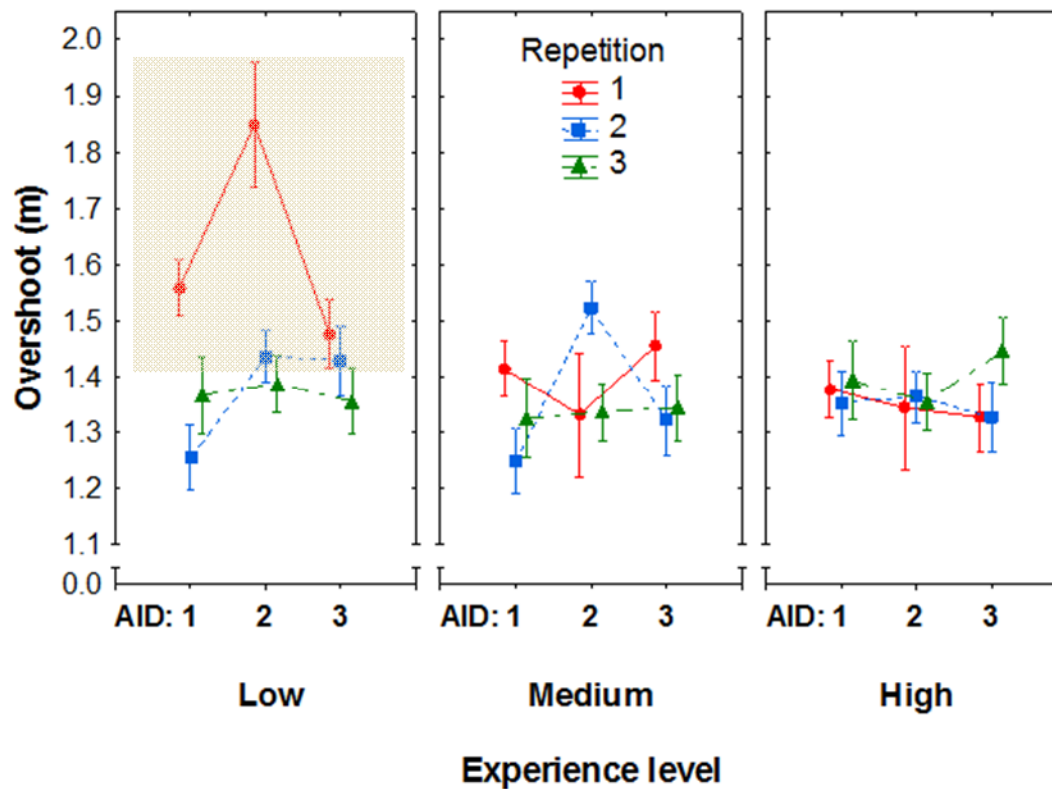 2.0
1.9
1.8
1.7
1.6
1.5
1.4
1.3
1.2
1.1
0.0
Overshoot (m)
Repetition
1
2
3
AID: 1 2 3
AID: 1 2 3
AID: 1 2 3
Low Medium High
Experience level